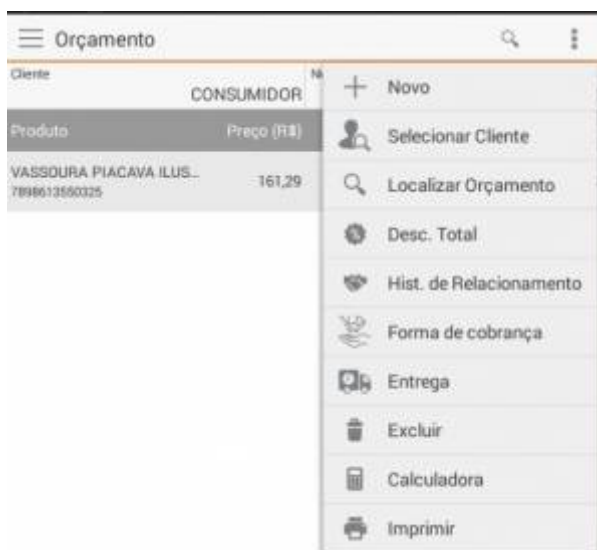 Orçamento
Cliente
CONSUMIDOR
Produto Preço (R$)
VASSOURA PIACAVA ILUS... 161,29
7898613550325
Novo
Selecionar Cliente
Localizar Orçamento
Desc. Total
Hist. de Relacionamento
Forma de cobrança
Entrega
Excluir
Calculadora
Imprimir